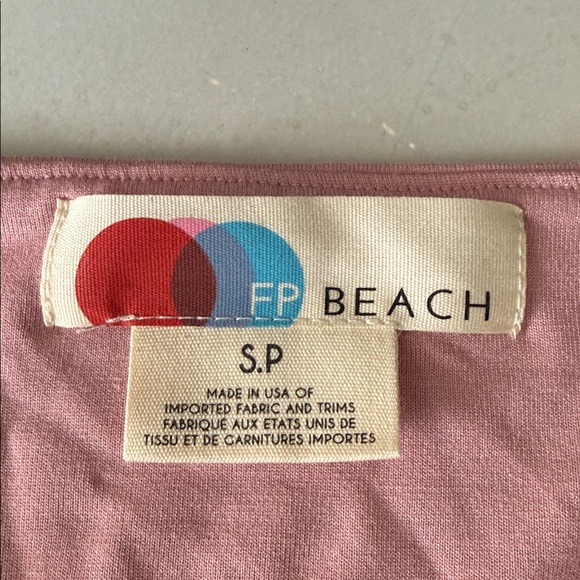 FP BEACH
S.P
MADE IN USA OF
IMPORTED FABRIC AND TRIMS
FABRIQUÉ AUX ETATS UNIS DE
TISSU ET DE GARNITURES IMPORTES